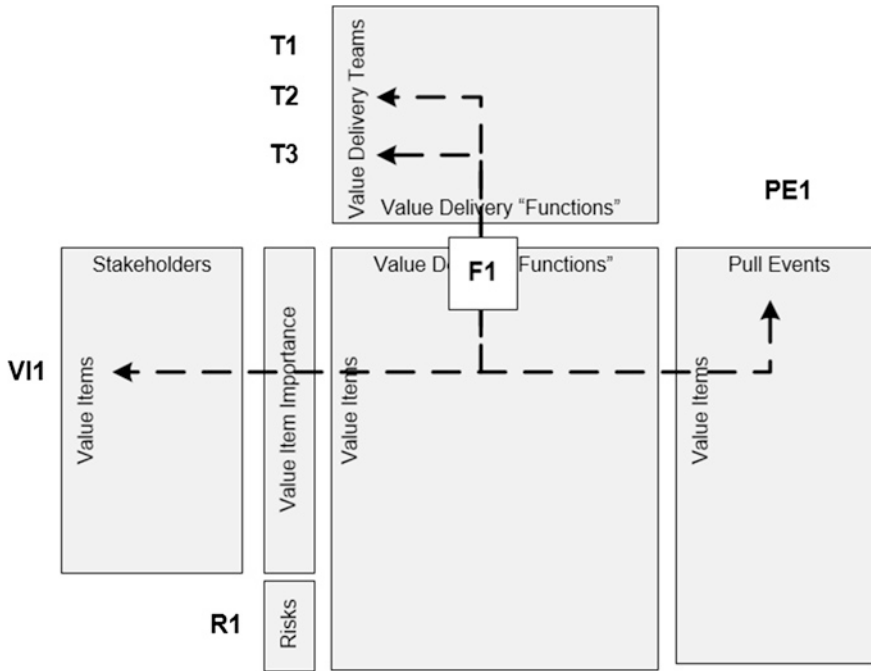 T1
T2
T3
Value Delivery Teams
Value Delivery “Functions”
PE1
Stakeholders
Value De
F1
Functions”
Pull Events
VI1
Value Items
Value Item Importance
Value Items
Value Items
R1
Risks